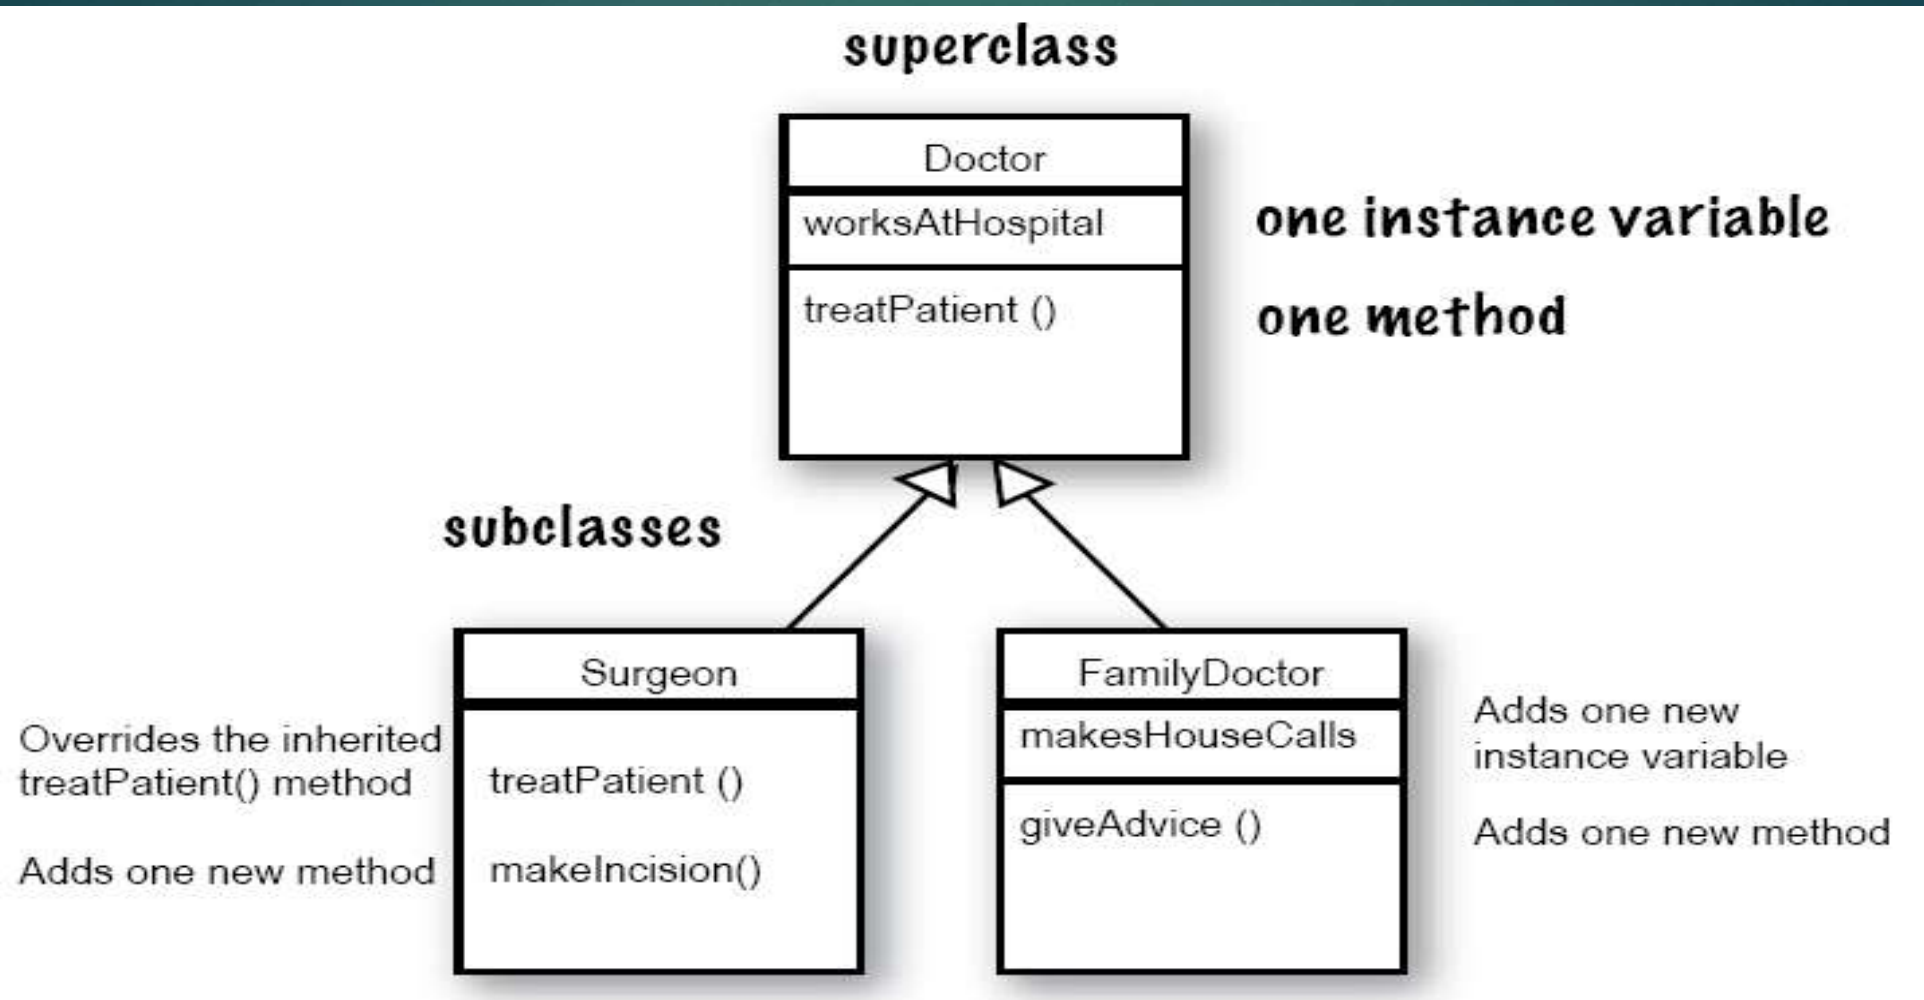 superclass
Doctor
worksAtHospital
one instance variable
treatPatient ()
one method
subclasses
Surgeon
Overrides the inherited
treatPatient() method
treatPatient ()
Adds one new method
makeIncision()
FamilyDoctor
makesHouseCalls
Adds one new
instance variable
giveAdvice ()
Adds one new method